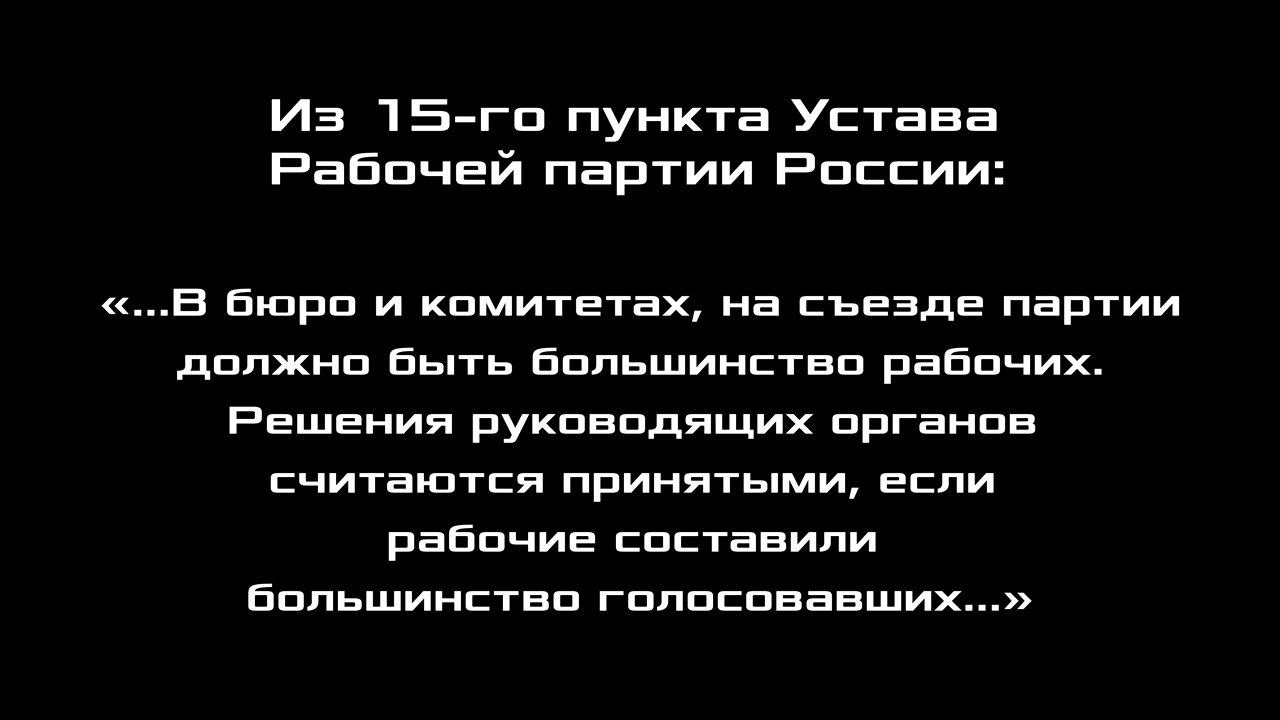 Из 15-го пункта Устава
Рабочей партии России:
«...В бюро и комитетах, на съезде партии
должно быть большинство рабочих.
Решения руководящих органов
считаются принятыми, если
рабочие составили
большинство голосовавших...»